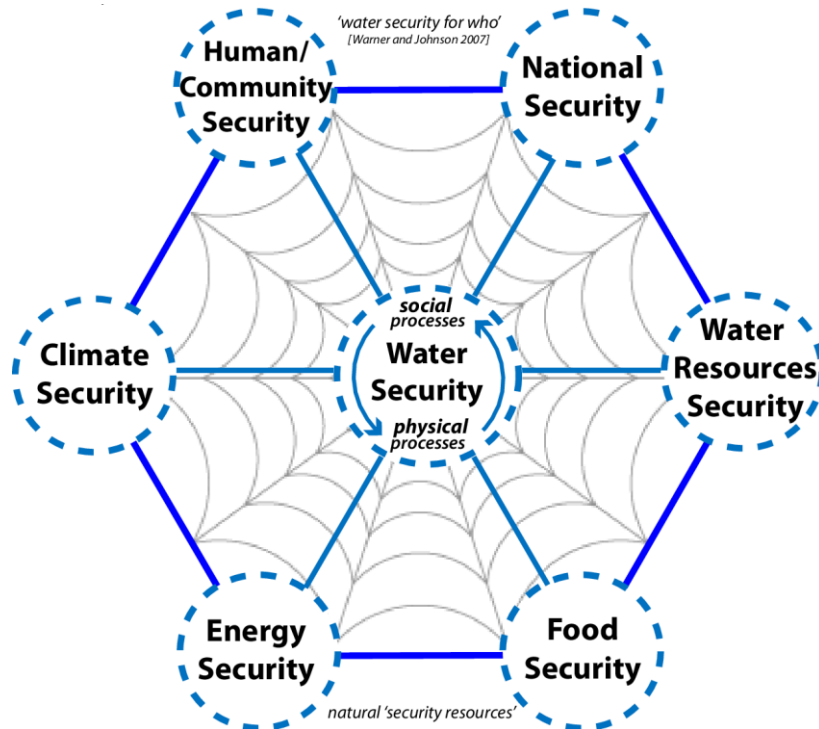 'water security for who'
[Warner and Johnson 2007]
Human/
Community
Security
National
Security
social
processes
Water
Security
physical
processes
Climate
Security
Water
Resources
Security
Energy
Security
Food
Security
natural 'security resources'